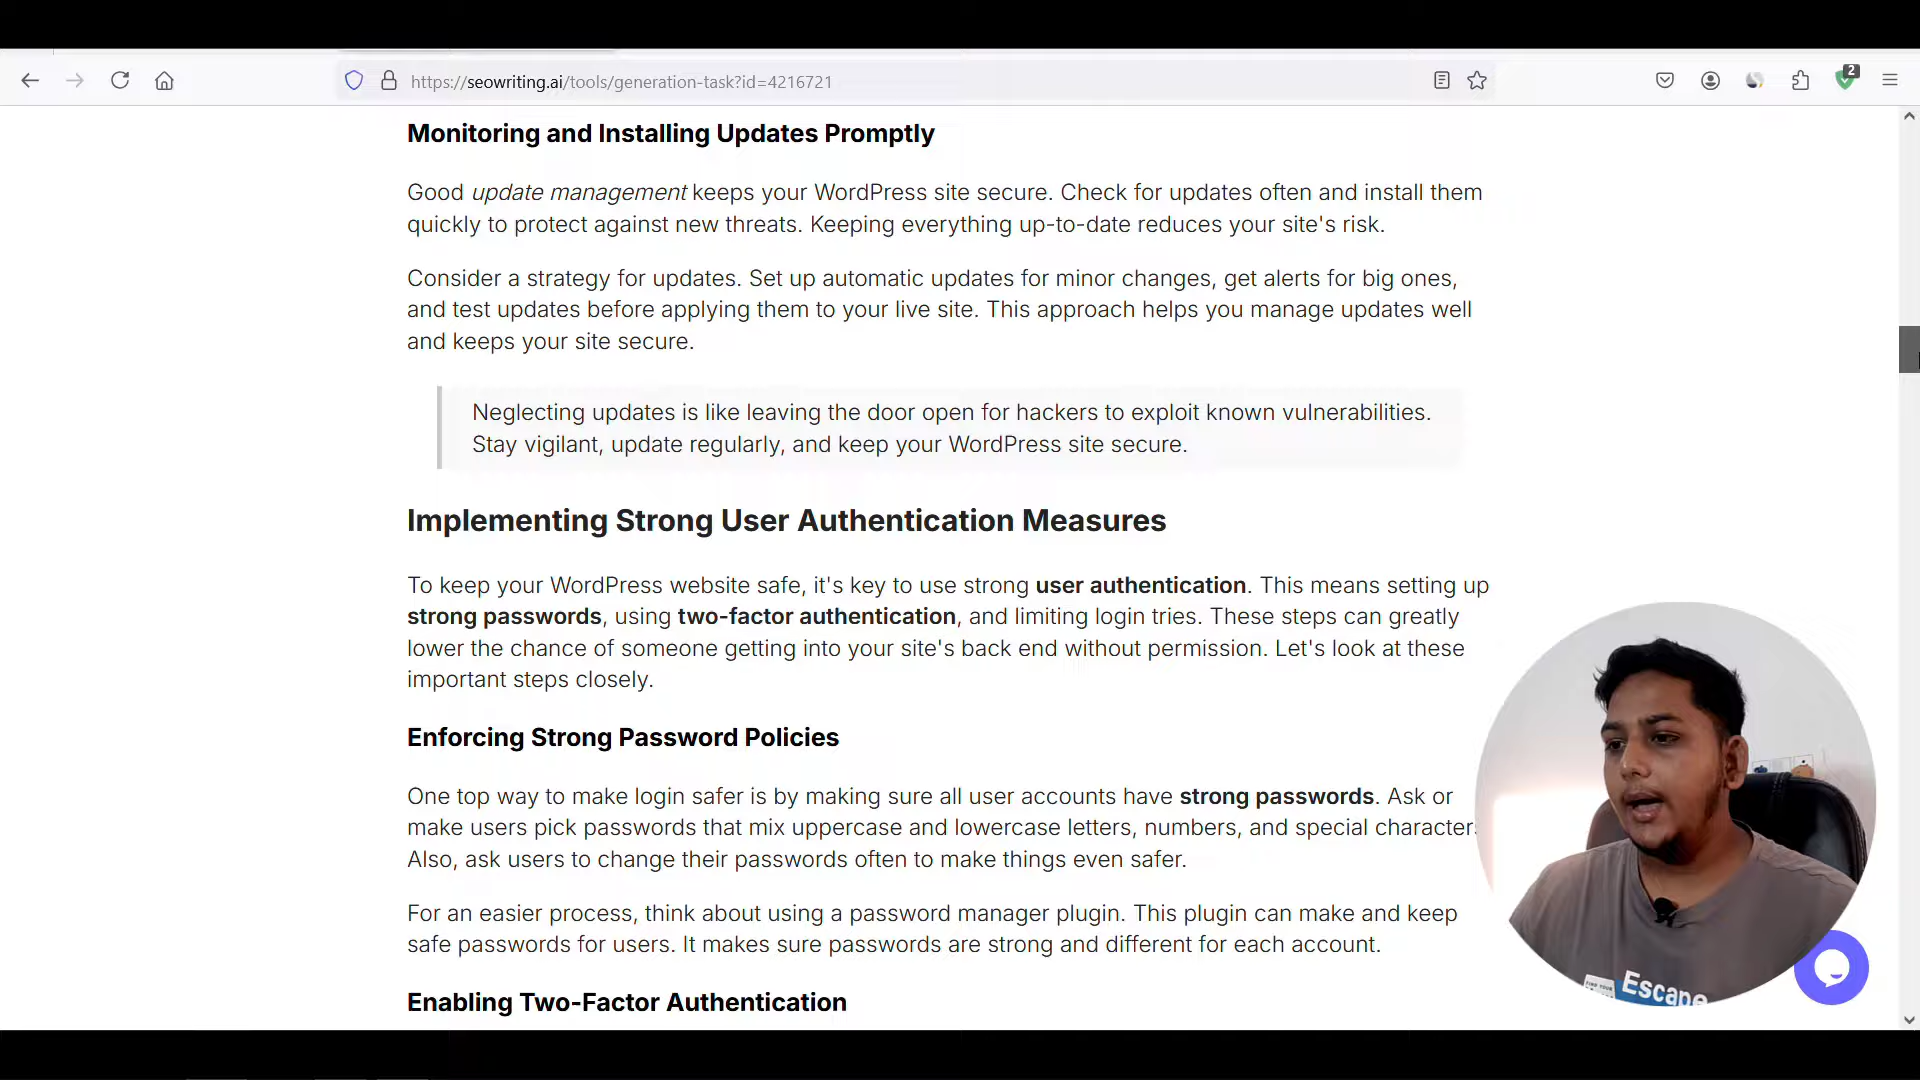 https://seowriting.ai/tools/generation-task?id=4216721
2
Monitoring and Installing Updates Promptly
Good update management keeps your WordPress site secure. Check for updates often and install them
quickly to protect against new threats. Keeping everything up-to-date reduces your site's risk.
Consider a strategy for updates. Set up automatic updates for minor changes, get alerts for big ones,
and test updates before applying them to your live site. This approach helps you manage updates well
and keeps your site secure.
Neglecting updates is like leaving the door open for hackers to exploit known vulnerabilities.
Stay vigilant, update regularly, and keep your WordPress site secure.
Implementing Strong User Authentication Measures
To keep your WordPress website safe, it's key to use strong user authentication. This means setting up
strong passwords, using two-factor authentication, and limiting login tries. These steps can greatly
lower the chance of someone getting into your site's back end without permission. Let's look at these
important steps closely.
Enforcing Strong Password Policies
One top way to make login safer is by making sure all user accounts have strong passwords. Ask or
make users pick passwords that mix uppercase and lowercase letters, numbers, and special character
Also, ask users to change their passwords often to make things even safer.
For an easier process, think about using a password manager plugin. This plugin can make and keep
safe passwords for users. It makes sure passwords are strong and different for each account.
Enabling Two-Factor Authentication
FIND YOUR
Escape